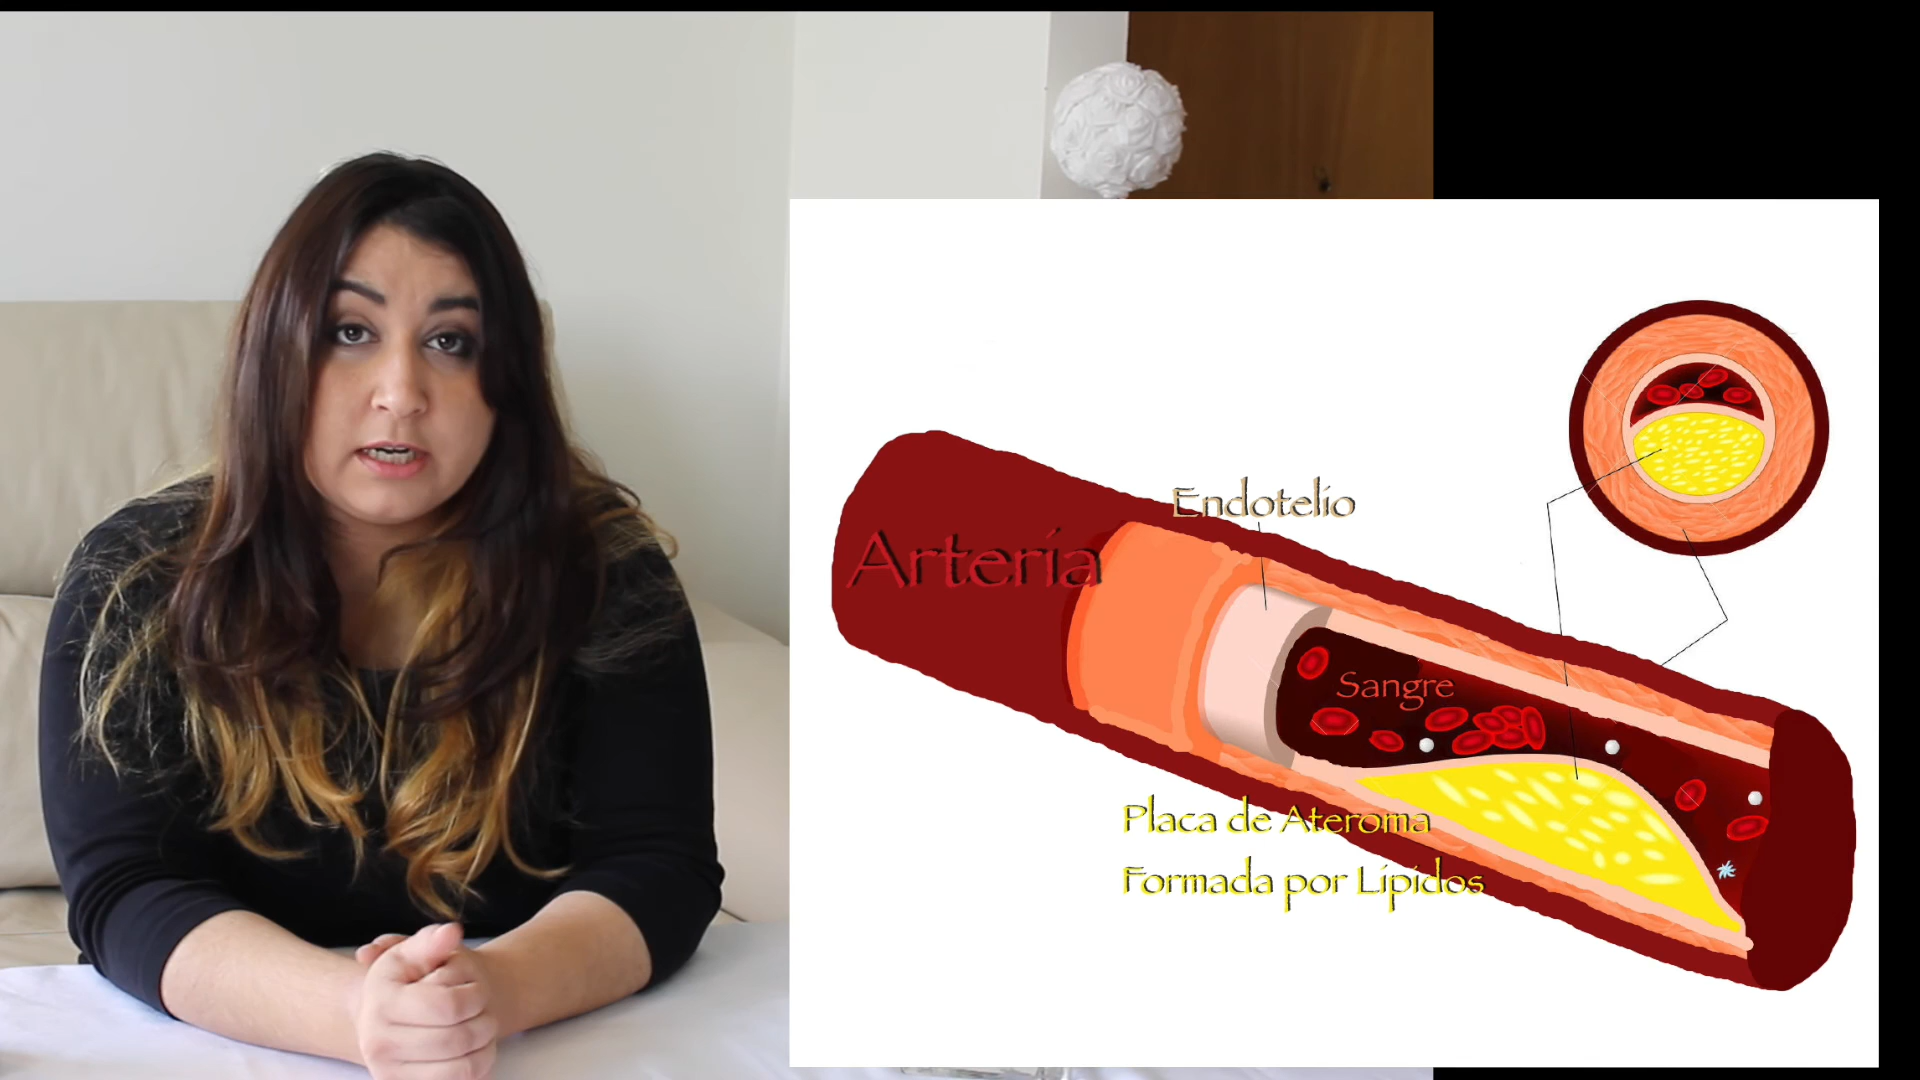 Endotelio
Arteria
Sangre
Placa de Ateroma
Formada por Lípidos